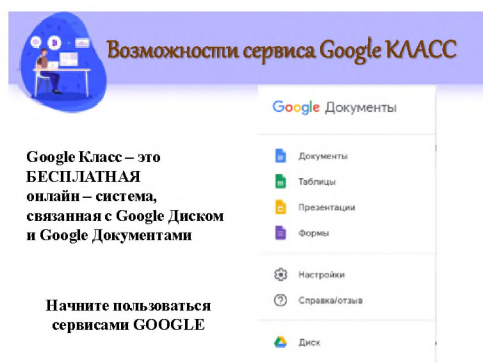 Возможности сервиса Google КЛАСС
Google Документы
Google Класс – это
БЕСПЛАТНАЯ
онлайн – система,
связанная с Google Диском
и Google Документами
Начните пользоваться
сервисами GOOGLE
Документы
Таблицы
Презентации
Формы
Настройки
Справка/отзыв
Диск